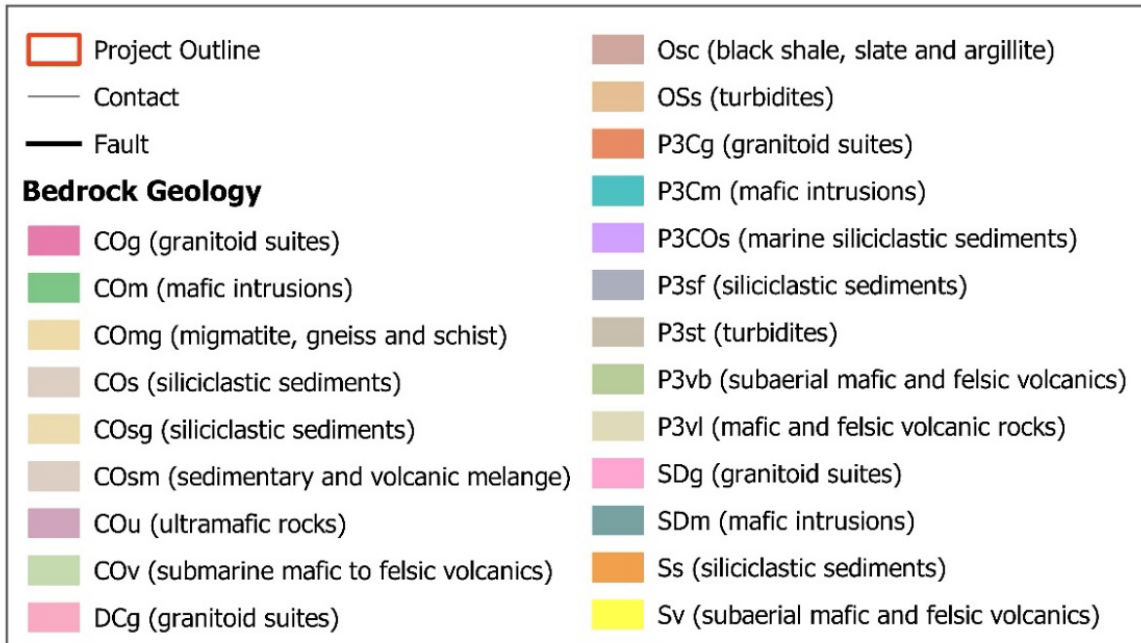 Project Outline
Contact
Fault
Bedrock Geology
COg (granitoid suites)
COm (mafic intrusions)
COmg (migmatite, gneiss and schist)
COs (siliciclastic sediments)
COsg (siliciclastic sediments)
COsm (sedimentary and volcanic melange)
COu (ultramafic rocks)
COv (submarine mafic to felsic volcanics)
DCg (granitoid suites)
Osc (black shale, slate and argillite)
OSs (turbidites)
P3Cg (granitoid suites)
P3Cm (mafic intrusions)
P3COs (marine siliciclastic sediments)
P3sf (siliciclastic sediments)
P3st (turbidites)
P3vb (subaerial mafic and felsic volcanics)
P3vl (mafic and felsic volcanic rocks)
SDg (granitoid suites)
SDm (mafic intrusions)
Ss (siliciclastic sediments)
Sv (subaerial mafic and felsic volcanics)